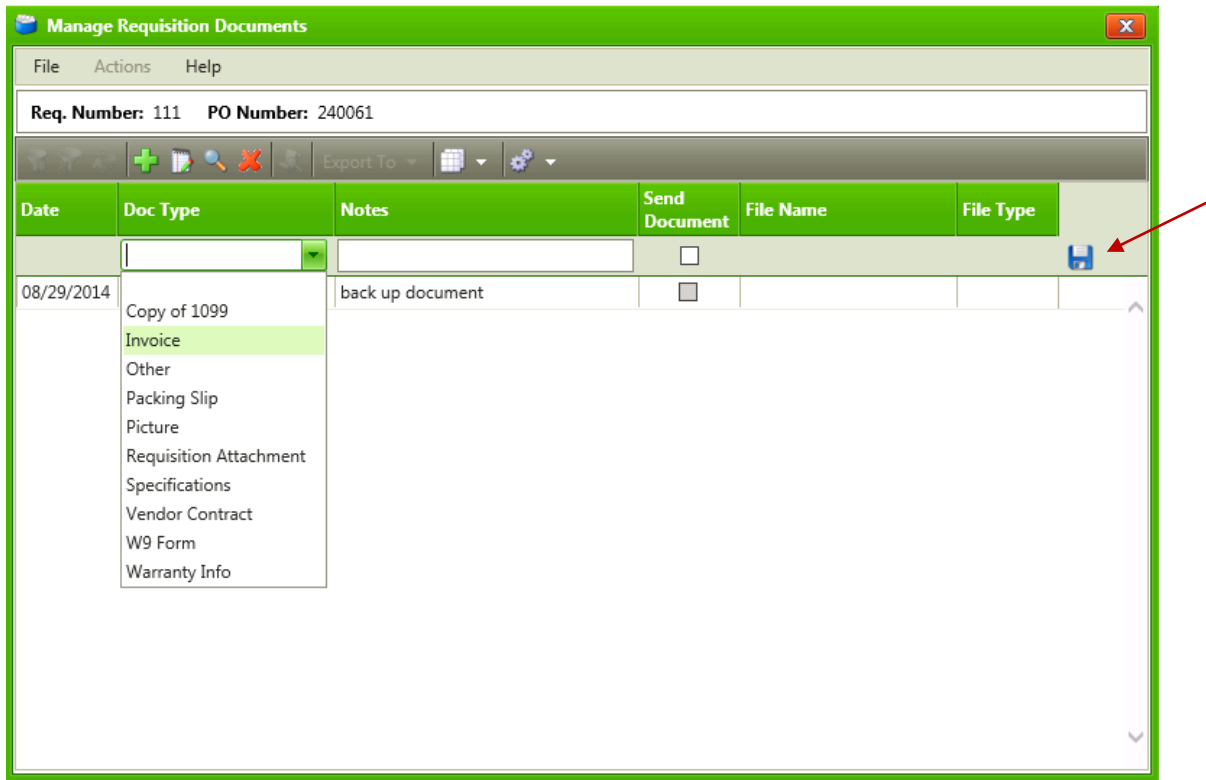 Manage Requisition Documents
File Actions Help
Req. Number: 111 PO Number: 240061
Export To
Date Doc Type Notes Send Document File Name File Type
08/29/2014 back up document
Copy of 1099
Invoice
Other
Packing Slip
Picture
Requisition Attachment
Specifications
Vendor Contract
W9 Form
Warranty Info